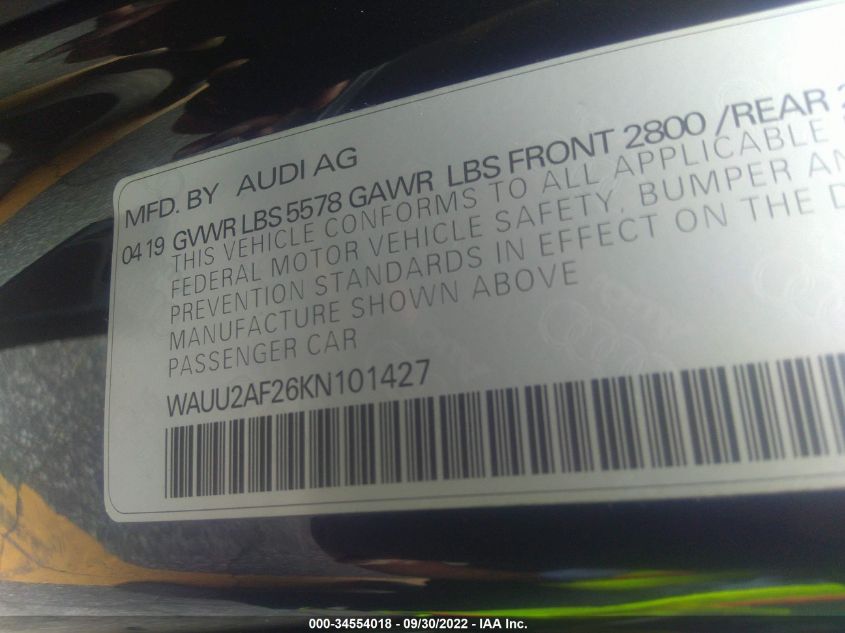 MFD. BY AUDI AG
04 19 GVWR LBS 5578 GAWR LBS FRONT 2800 /REAR 2
THIS VEHICLE CONFORMS TO ALL APPLICABLE
FEDERAL MOTOR VEHICLE SAFETY, BUMPER AN
PREVENTION STANDARDS IN EFFECT ON THE D
MANUFACTURE SHOWN ABOVE
PASSENGER CAR
WAUU2AF26KN101427
000-34554018 - 09/30/2022 - IAA Inc.